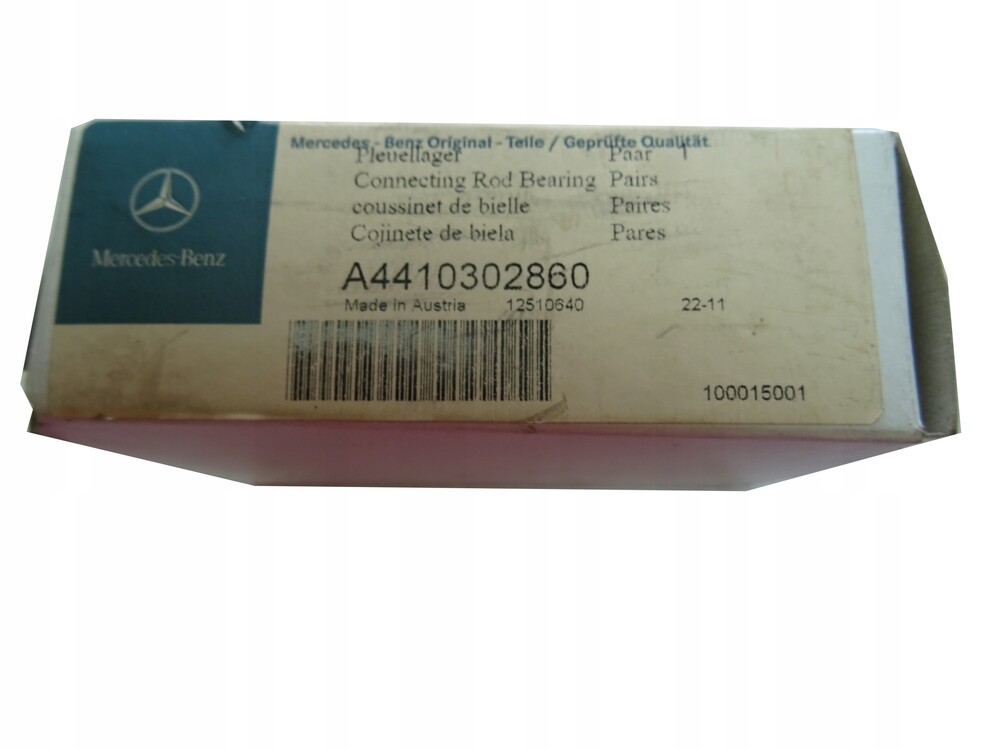 Mercedes - Benz Original - Teile / Geprüfte Qualität
Pleuellager Paar 1
Connecting Rod Bearing Pairs
coussinet de bielle Paires
Cojinete de biela Pares
Mercedes-Benz
A4410302860
Made in Austria 12510640 22-11
100015001